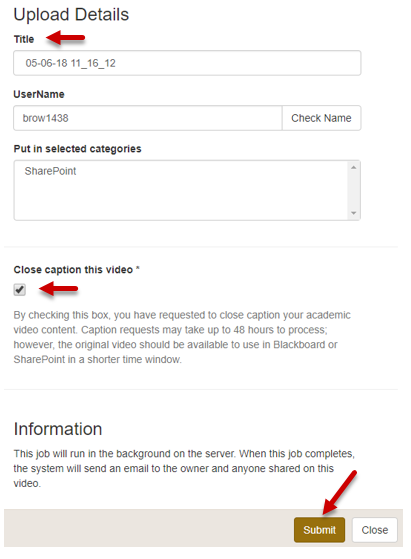 Upload Details
Title
05-06-18 11_16_12
UserName
brow1438 Check Name
Put in selected categories
SharePoint
Close caption this video *
By checking this box, you have requested to close caption your academic
video content. Caption requests may take up to 48 hours to process;
however, the original video should be available to use in Blackboard or
SharePoint in a shorter time window.
Information
This job will run in the background on the server. When this job completes,
the system will send an email to the owner and anyone shared on this
video.
Submit Close